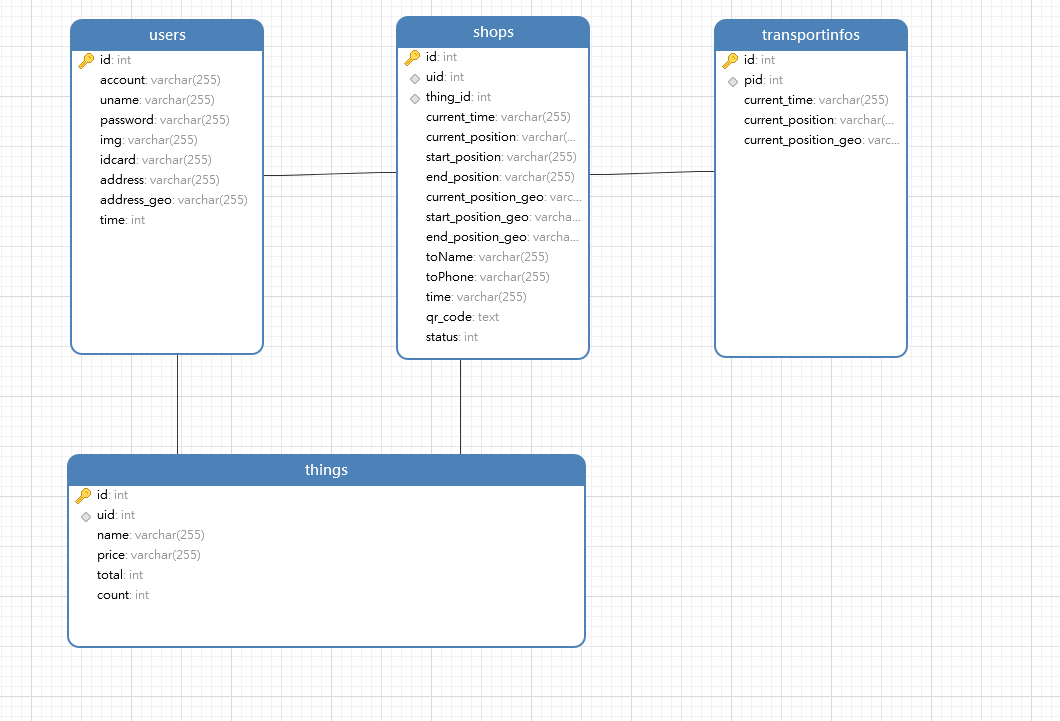 users
id: int
account: varchar(255)
uname: varchar(255)
password: varchar(255)
img: varchar(255)
idcard: varchar(255)
address: varchar(255)
address_geo: varchar(255)
time: int
shops
id: int
uid: int
thing_id: int
current_time: varchar(255)
current_position: varchar(...
start_position: varchar(255)
end_position: varchar(255)
current_position_geo: varc...
start_position_geo: varcha...
end_position_geo: varcha...
toName: varchar(255)
toPhone: varchar(255)
time: varchar(255)
qr_code: text
status: int
transportinfos
id: int
pid: int
current_time: varchar(255)
current_position: varchar(...
current_position_geo: varc...
things
id: int
uid: int
name: varchar(255)
price: varchar(255)
total: int
count: int